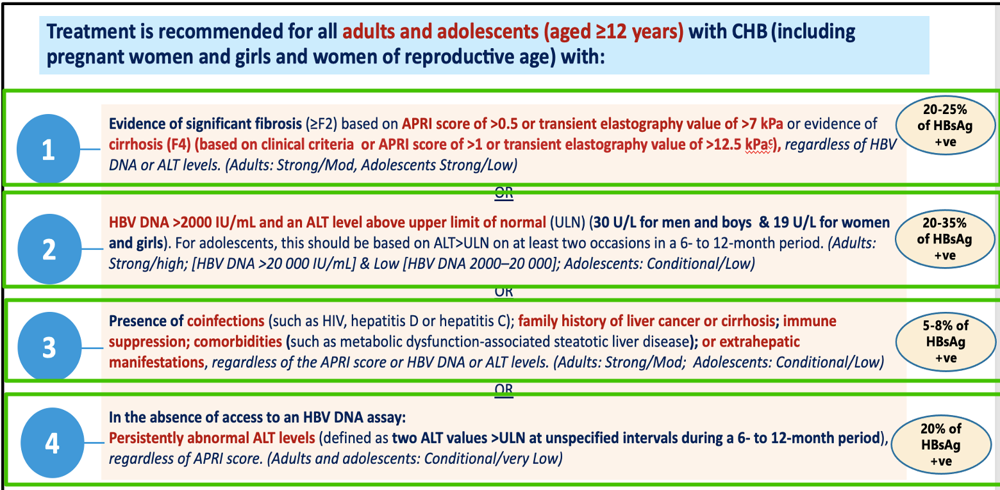 Treatment is recommended for all adults and adolescents (aged ≥12 years) with CHB (including
pregnant women and girls and women of reproductive age) with:
1
Evidence of significant fibrosis (≥F2) based on APRI score of >0.5 or transient elastography value of >7 kPa or evidence of
cirrhosis (F4) (based on clinical criteria or APRI score of >1 or transient elastography value of >12.5 kPaᶜ), regardless of HBV
DNA or ALT levels. (Adults: Strong/Mod, Adolescents Strong/Low)
20-25%
of HBsAg
+ve
OR
2
HBV DNA >2000 IU/mL and an ALT level above upper limit of normal (ULN) (30 U/L for men and boys & 19 U/L for women
and girls). For adolescents, this should be based on ALT>ULN on at least two occasions in a 6- to 12-month period. (Adults:
Strong/high; [HBV DNA >20 000 IU/mL] & Low [HBV DNA 2000–20 000]; Adolescents: Conditional/Low)
20-35%
of HBsAg
+ve
OR
3
Presence of coinfections (such as HIV, hepatitis D or hepatitis C); family history of liver cancer or cirrhosis; immune
suppression; comorbidities (such as metabolic dysfunction-associated steatotic liver disease); or extrahepatic
manifestations, regardless of the APRI score or HBV DNA or ALT levels. (Adults: Strong/Mod; Adolescents: Conditional/Low)
5-8% of
HBsAg
+ve
OR
4
In the absence of access to an HBV DNA assay:
Persistently abnormal ALT levels (defined as two ALT values >ULN at unspecified intervals during a 6- to 12-month period),
regardless of APRI score. (Adults and adolescents: Conditional/very Low)
20% of
HBsAg
+ve